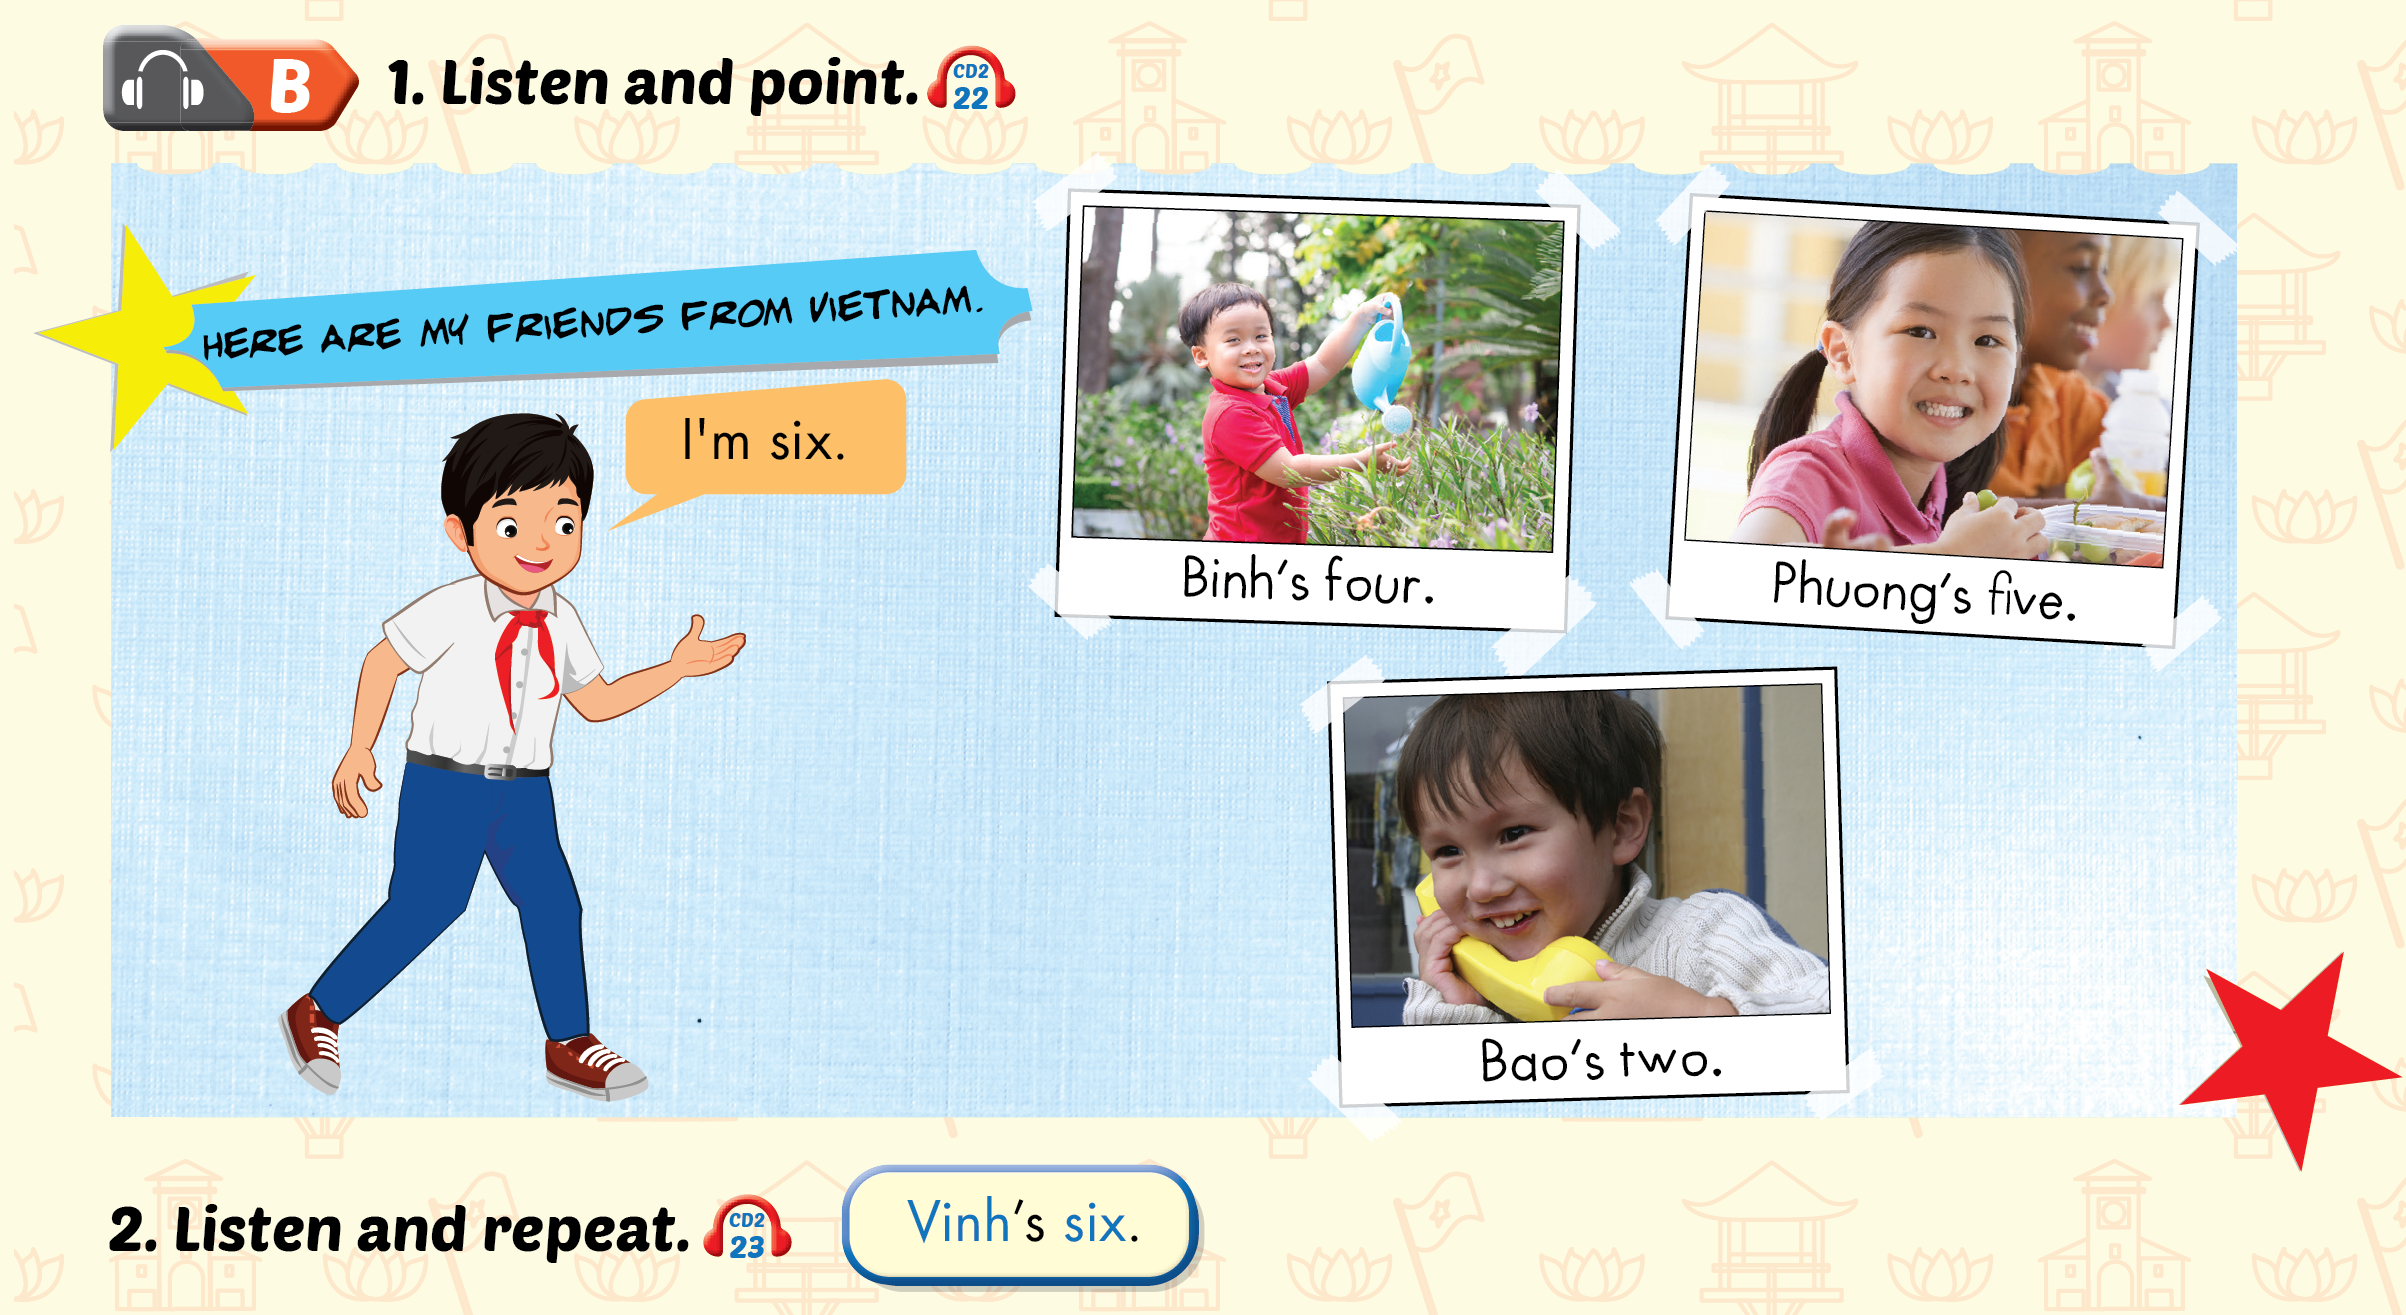 B
1. Listen and point. CD2 22
HERE ARE MY FRIENDS FROM VIETNAM.
I'm six.
Binh's four.
Phuong's five.
Bao's two.
2. Listen and repeat. CD2 23
Vinh's six.